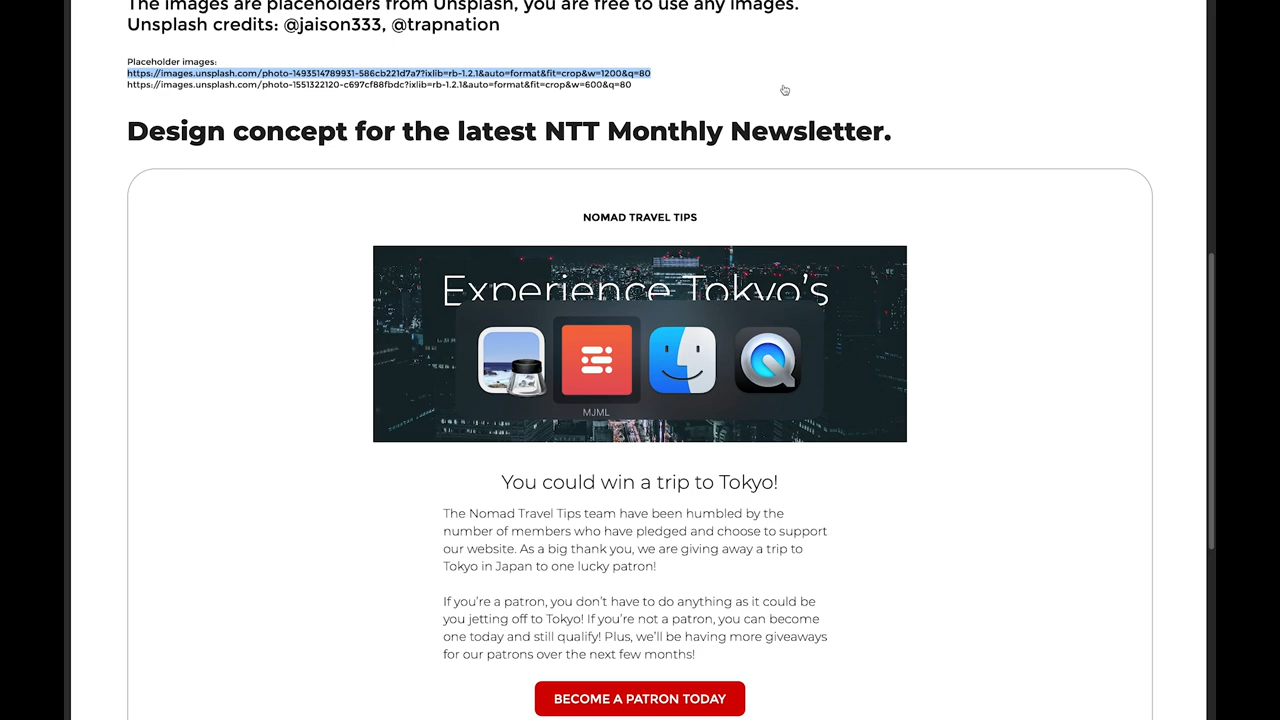 The images are placeholders from Unsplash, you are free to use any images.
Unsplash credits: @jaison333, @trapnation
Placeholder images:
https://images.unsplash.com/photo-1493514789931-586cb221d7a7?ixlib=rb-1.2.1&auto=format&fit=crop&w=1200&q=80
https://images.unsplash.com/photo-1551322120-c697cf88fbdc?ixlib=rb-1.2.1&auto=format&fit=crop&w=600&q=80
Design concept for the latest NTT Monthly Newsletter.
NOMAD TRAVEL TIPS
Experience Tokyo's
MJML
You could win a trip to Tokyo!
The Nomad Travel Tips team have been humbled by the
number of members who have pledged and choose to support
our website. As a big thank you, we are giving away a trip to
Tokyo in Japan to one lucky patron!
If you're a patron, you don't have to do anything as it could be
you jetting off to Tokyo! If you're not a patron, you can become
one today and still qualify! Plus, we'll be having more giveaways
for our patrons over the next few months!
BECOME A PATRON TODAY